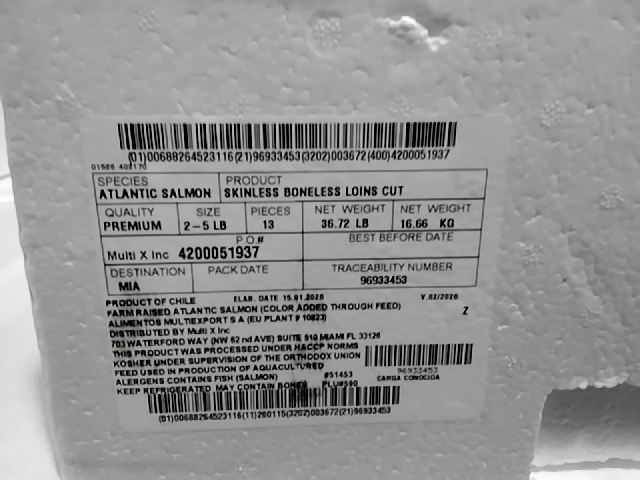 (01)00688264523116(21)96933453(3202)003672(400)4200051937
SPECIES PRODUCT
ATLANTIC SALMON SKINLESS BONELESS LOINS CUT
QUALITY SIZE PIECES NET WEIGHT NET WEIGHT
PREMIUM 2-5 LB 13 36.72 LB 16.66 KG
P.O# BEST BEFORE DATE
Multi X Inc 4200051937
DESTINATION PACK DATE TRACEABILITY NUMBER
MIA 96933453
PRODUCT OF CHILE ELAB. DATE 15.01.2026 V.02/2026
FARM RAISED ATLANTIC SALMON (COLOR ADDED THROUGH FEED) Z
ALIMENTOS MULTIEXPORT S A (EU PLANT # 10623)
DISTRIBUTED BY Multi X Inc
703 WATERFORD WAY (NW 62 nd AVE) SUITE 510 MIAMI FL 33126
THIS PRODUCT WAS PROCESSED UNDER HACCP NORMS
KOSHER UNDER SUPERVISION OF THE ORTHODOX UNION
FEED USED IN PRODUCTION OF AQUACULTURED 96933453
ALERGENS CONTAINS FISH (SALMON) #51453 CARGA CONOCIDA
KEEP REFRIGERATED MAY CONTAIN BONES PLU#590
(01)00688264523116(11)260115(3202)003672(21)96933453